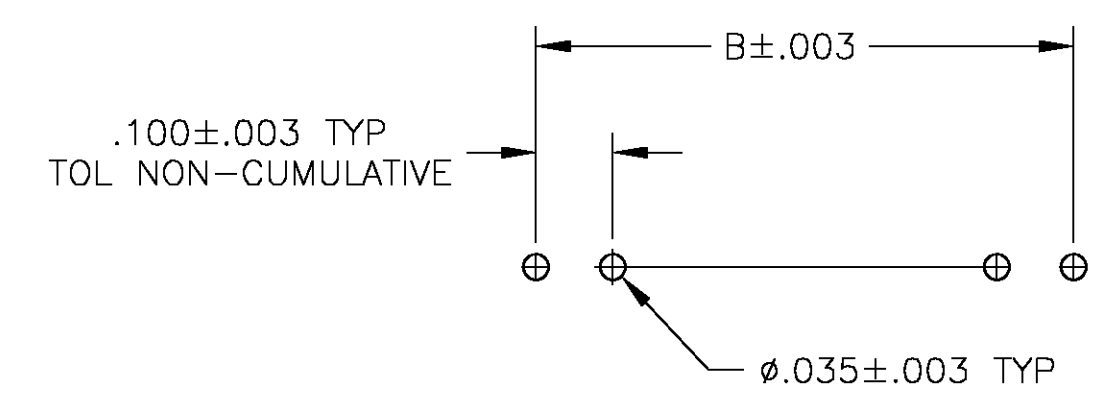 B±.003
.100±.003 TYP
TOL NON-CUMULATIVE
ø.035±.003 TYP